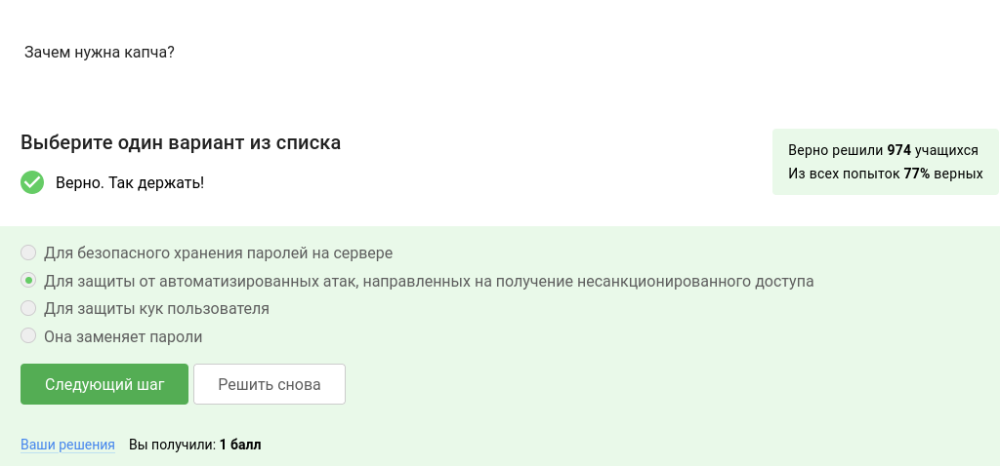 Зачем нужна капча?
Выберите один вариант из списка
Верно. Так держать!
Верно решили 974 учащихся
Из всех попыток 77% верных
Для безопасного хранения паролей на сервере
Для защиты от автоматизированных атак, направленных на получение несанкционированного доступа
Для защиты кук пользователя
Она заменяет пароли
Следующий шаг
Решить снова
Ваши решения Вы получили: 1 балл